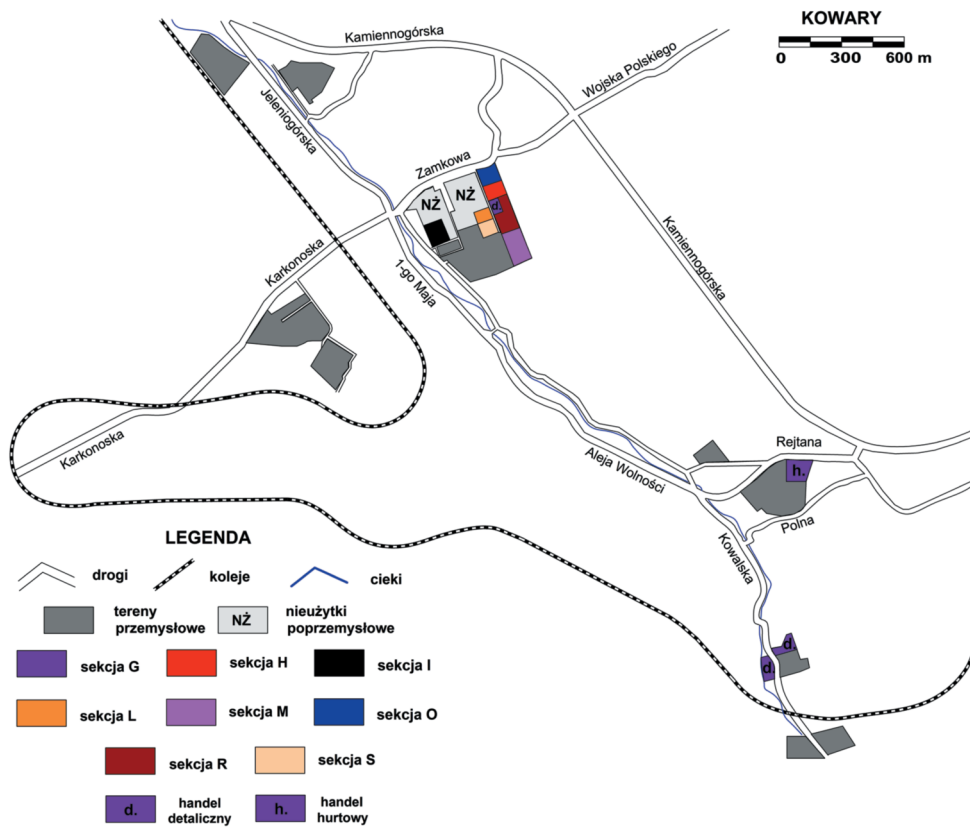 KOWARY
0 300 600 m
Kamiennogórska
Wojska Polskiego
Jeleniogórska
Zamkowa
NŻ
NŻ
d.
Karkonoska
1-go Maja
Kamiennogórska
Karkonoska
Aleja Wolności
Rejtana
h.
Polna
Kowalska
d.
d.
LEGENDA
drogi
koleje
cieki
tereny
przemysłowe
NŻ
nieużytki
poprzemysłowe
sekcja G
sekcja H
sekcja I
sekcja L
sekcja M
sekcja O
sekcja R
sekcja S
d.
handel
detaliczny
h.
handel
hurtowy